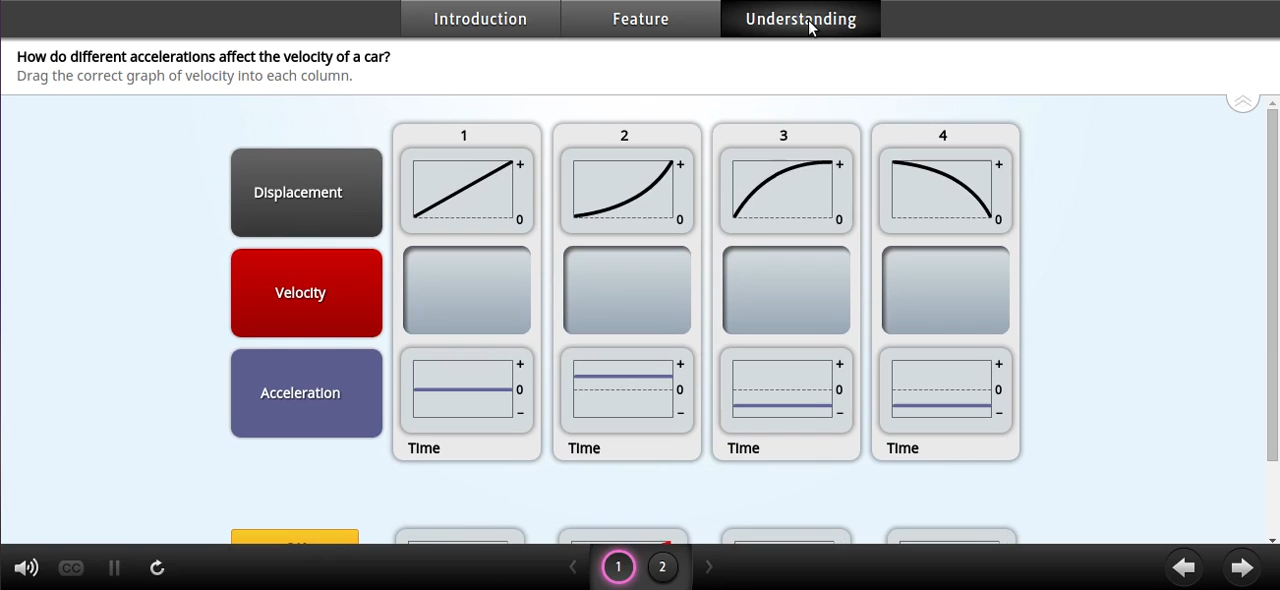 Introduction
Feature
Understanding
How do different accelerations affect the velocity of a car?
Drag the correct graph of velocity into each column.
1
2
3
4
Displacement
+
0
+
0
+
0
+
0
Velocity
Acceleration
+
0
−
+
0
−
+
0
−
+
0
−
Time
Time
Time
Time
CC
1
2